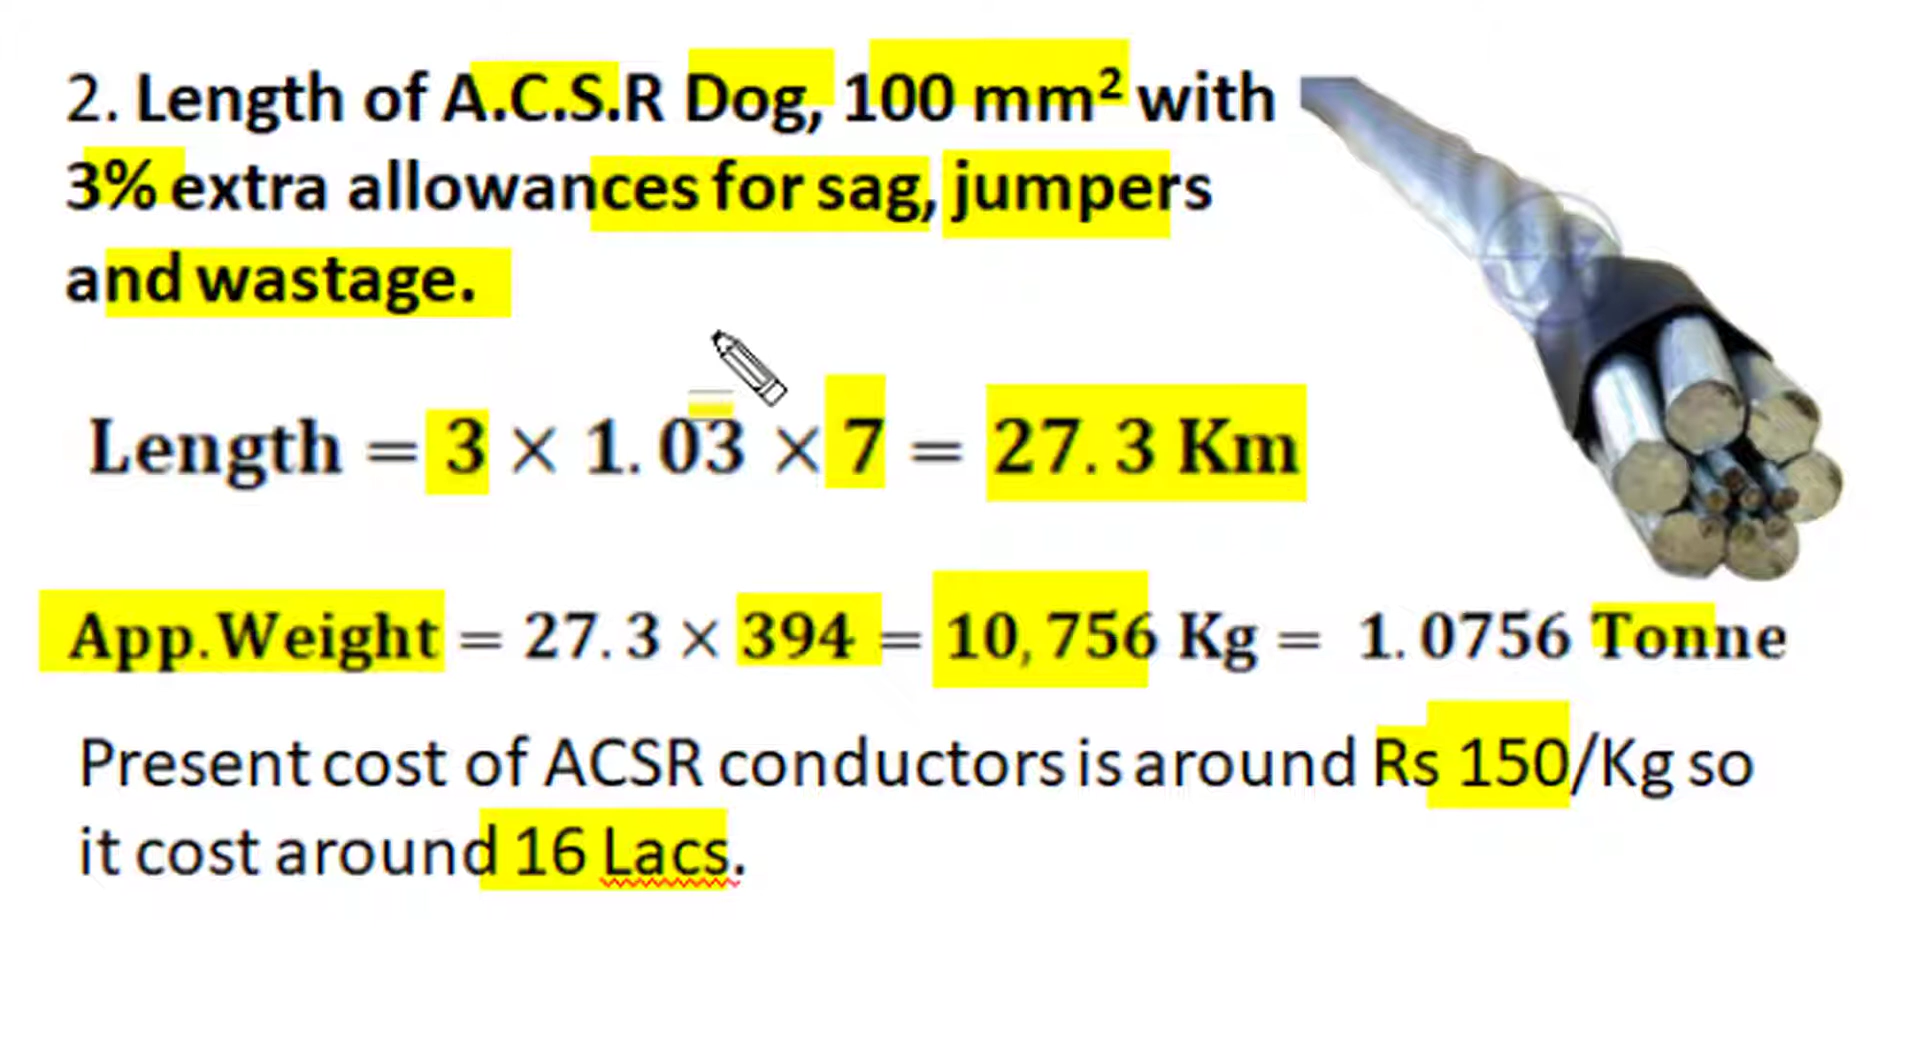 2. Length of A.C.S.R Dog, 100 mm² with
3% extra allowances for sag, jumpers
and wastage.
Length = 3 × 1.03 × 7 = 27.3 Km
App.Weight = 27.3 × 394 = 10,756 Kg = 1.0756 Tonne
Present cost of ACSR conductors is around Rs 150/Kg so
it cost around 16 Lacs.